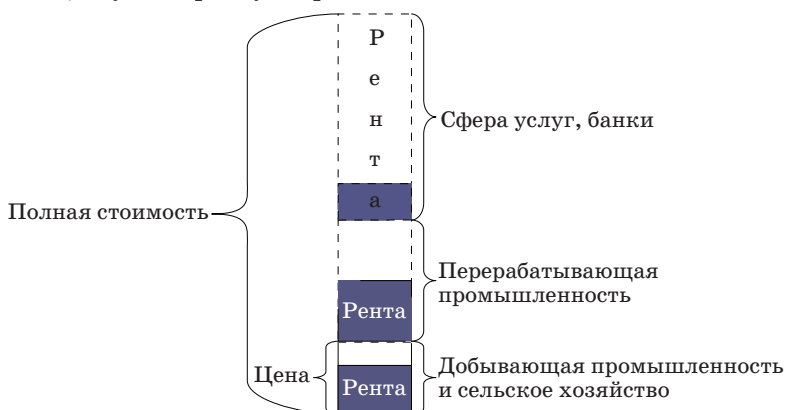 Р
е
н
т
а
Сфера услуг, банки
Полная стоимость
Перерабатывающая
промышленность
Рента
Цена
Рента
Добывающая промышленность
и сельское хозяйство